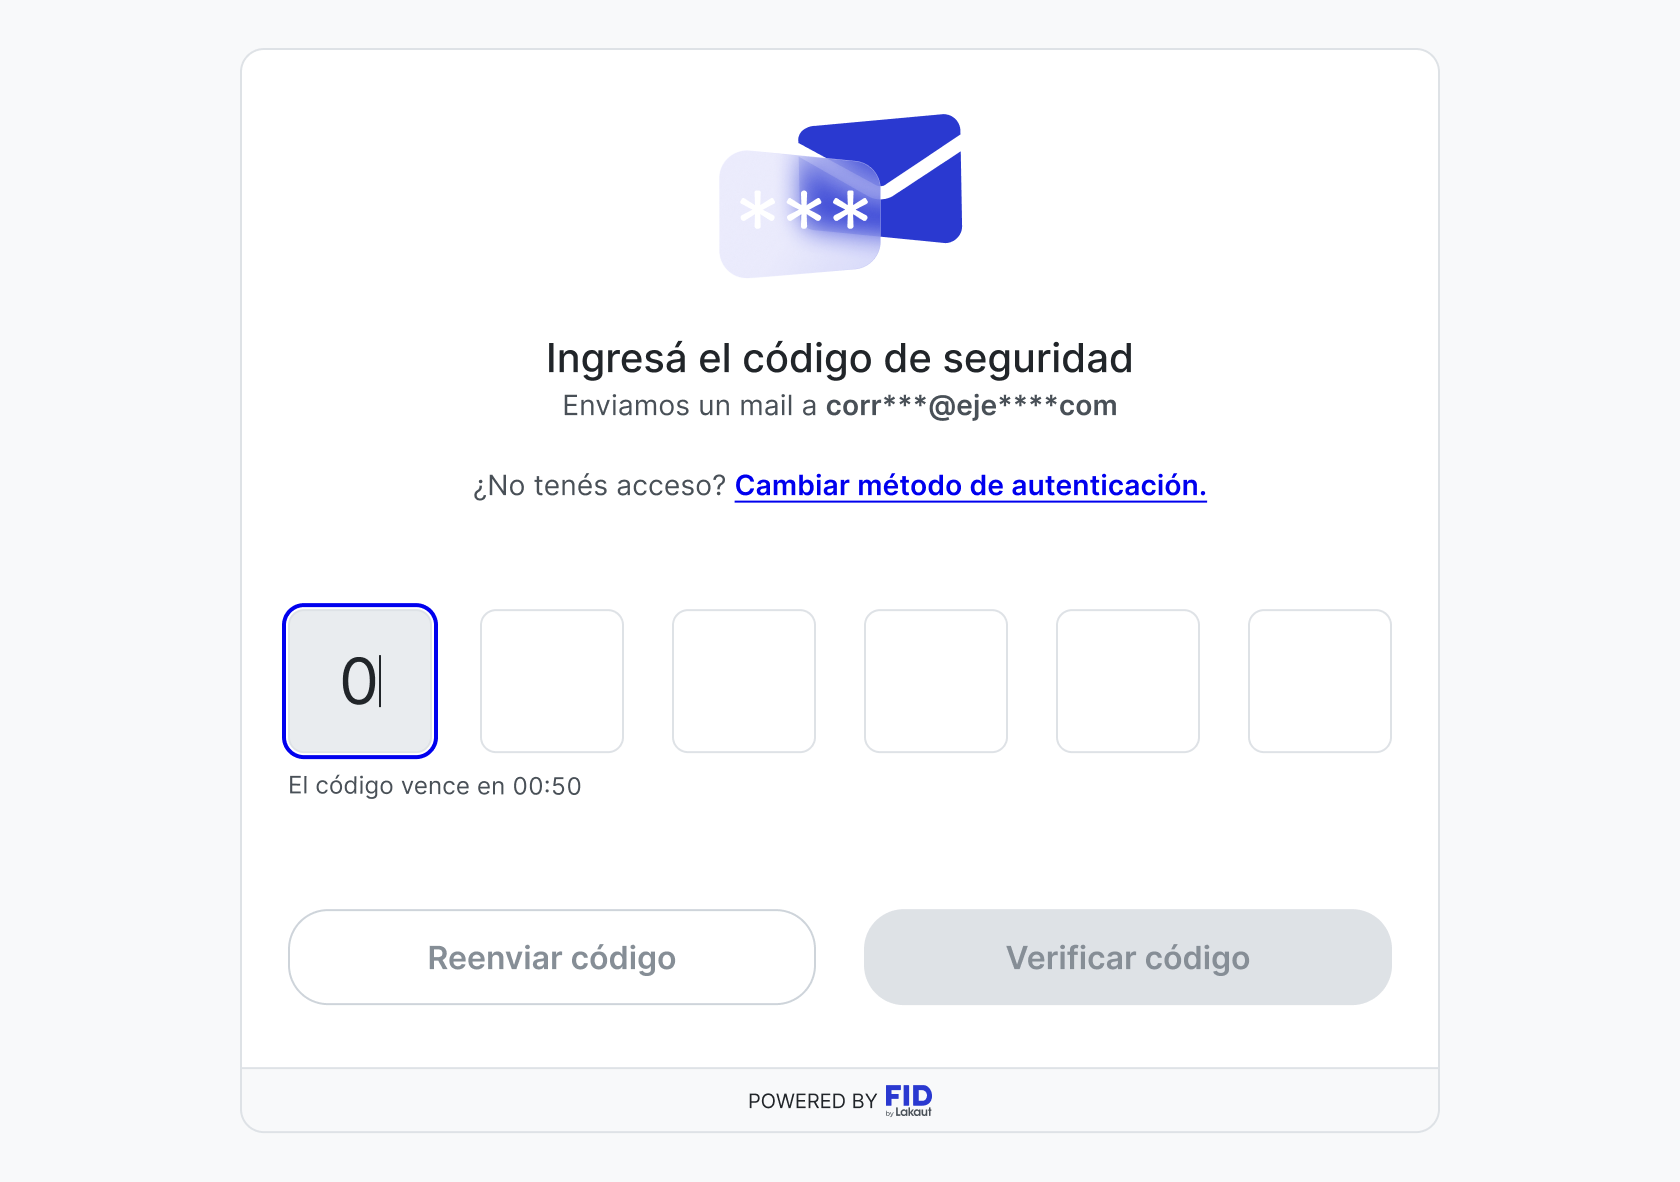 ***
Ingresá el código de seguridad
Enviamos un mail a corr***@eje****com
¿No tenés acceso? Cambiar método de autenticación.
0
El código vence en 00:50
Reenviar código
Verificar código
POWERED BY FID
by Lakaut